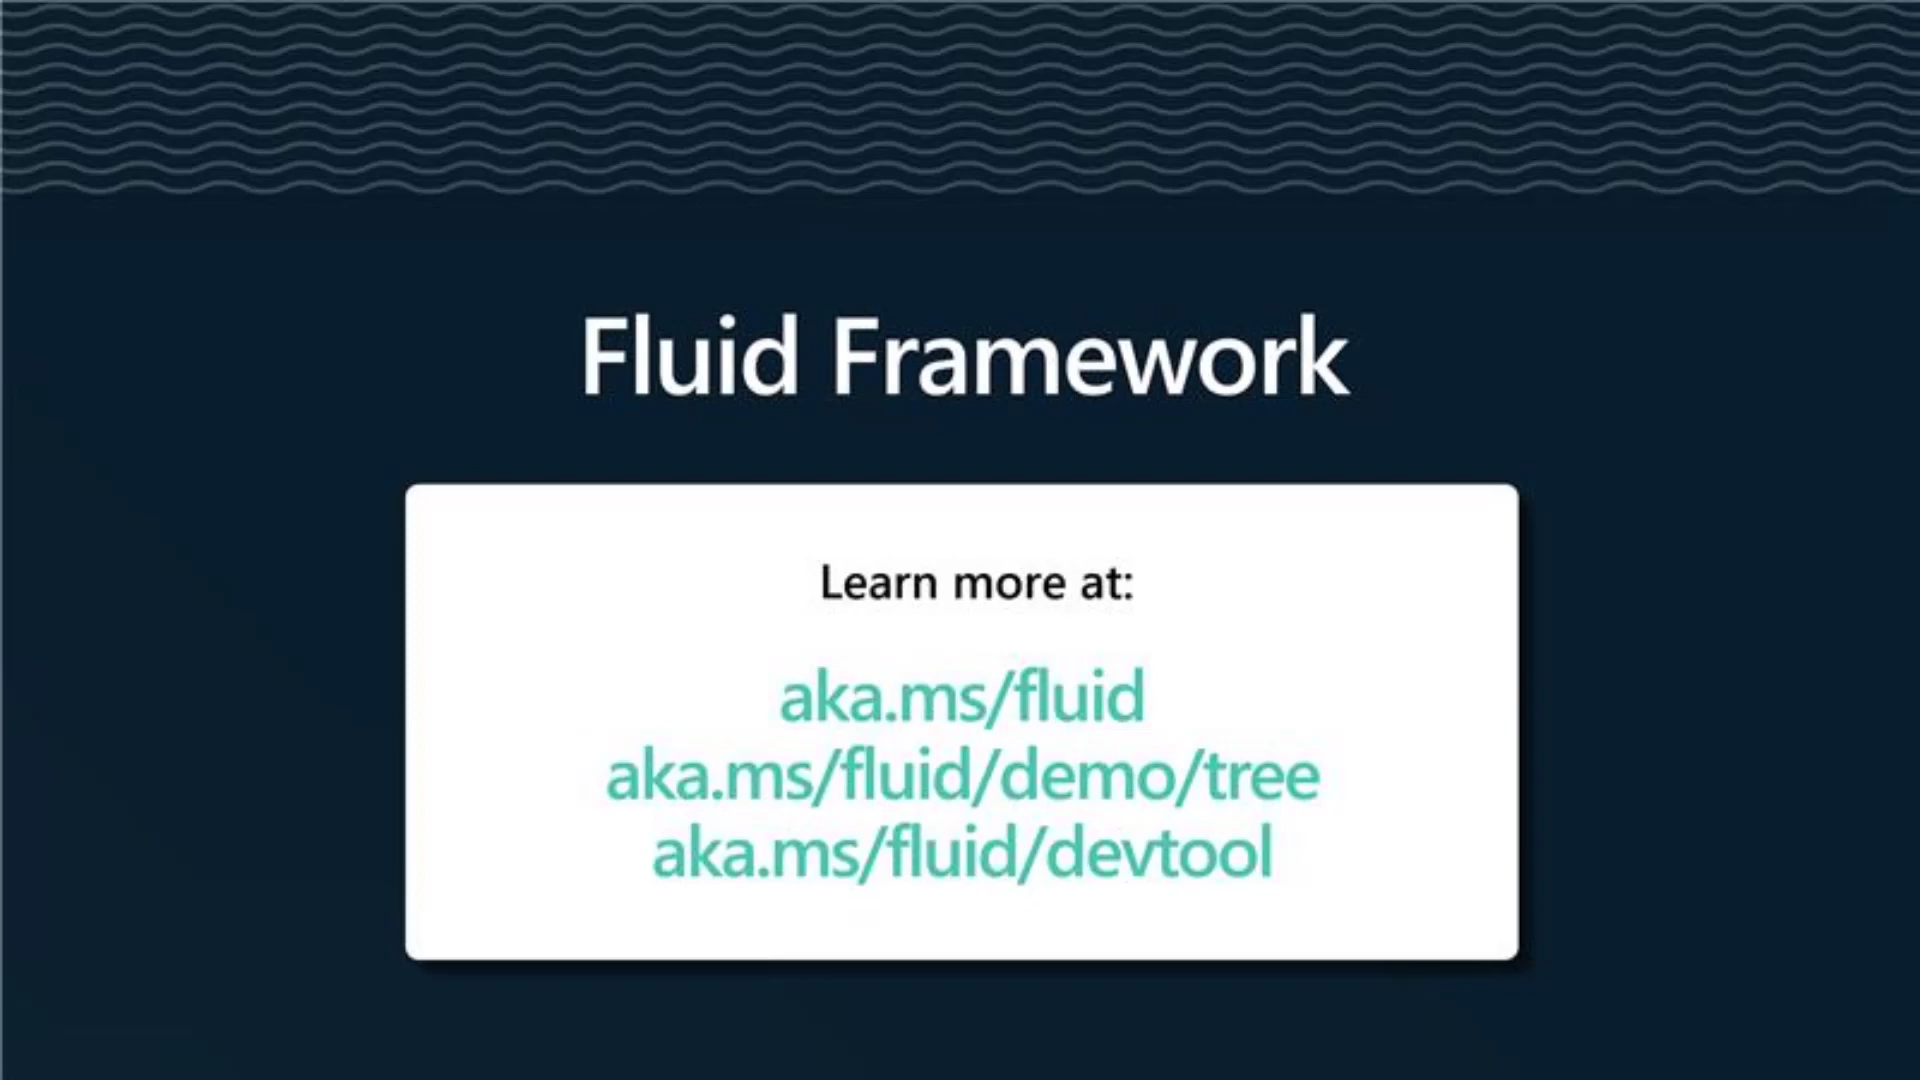 Fluid Framework
Learn more at:
aka.ms/fluid
aka.ms/fluid/demo/tree
aka.ms/fluid/devtool